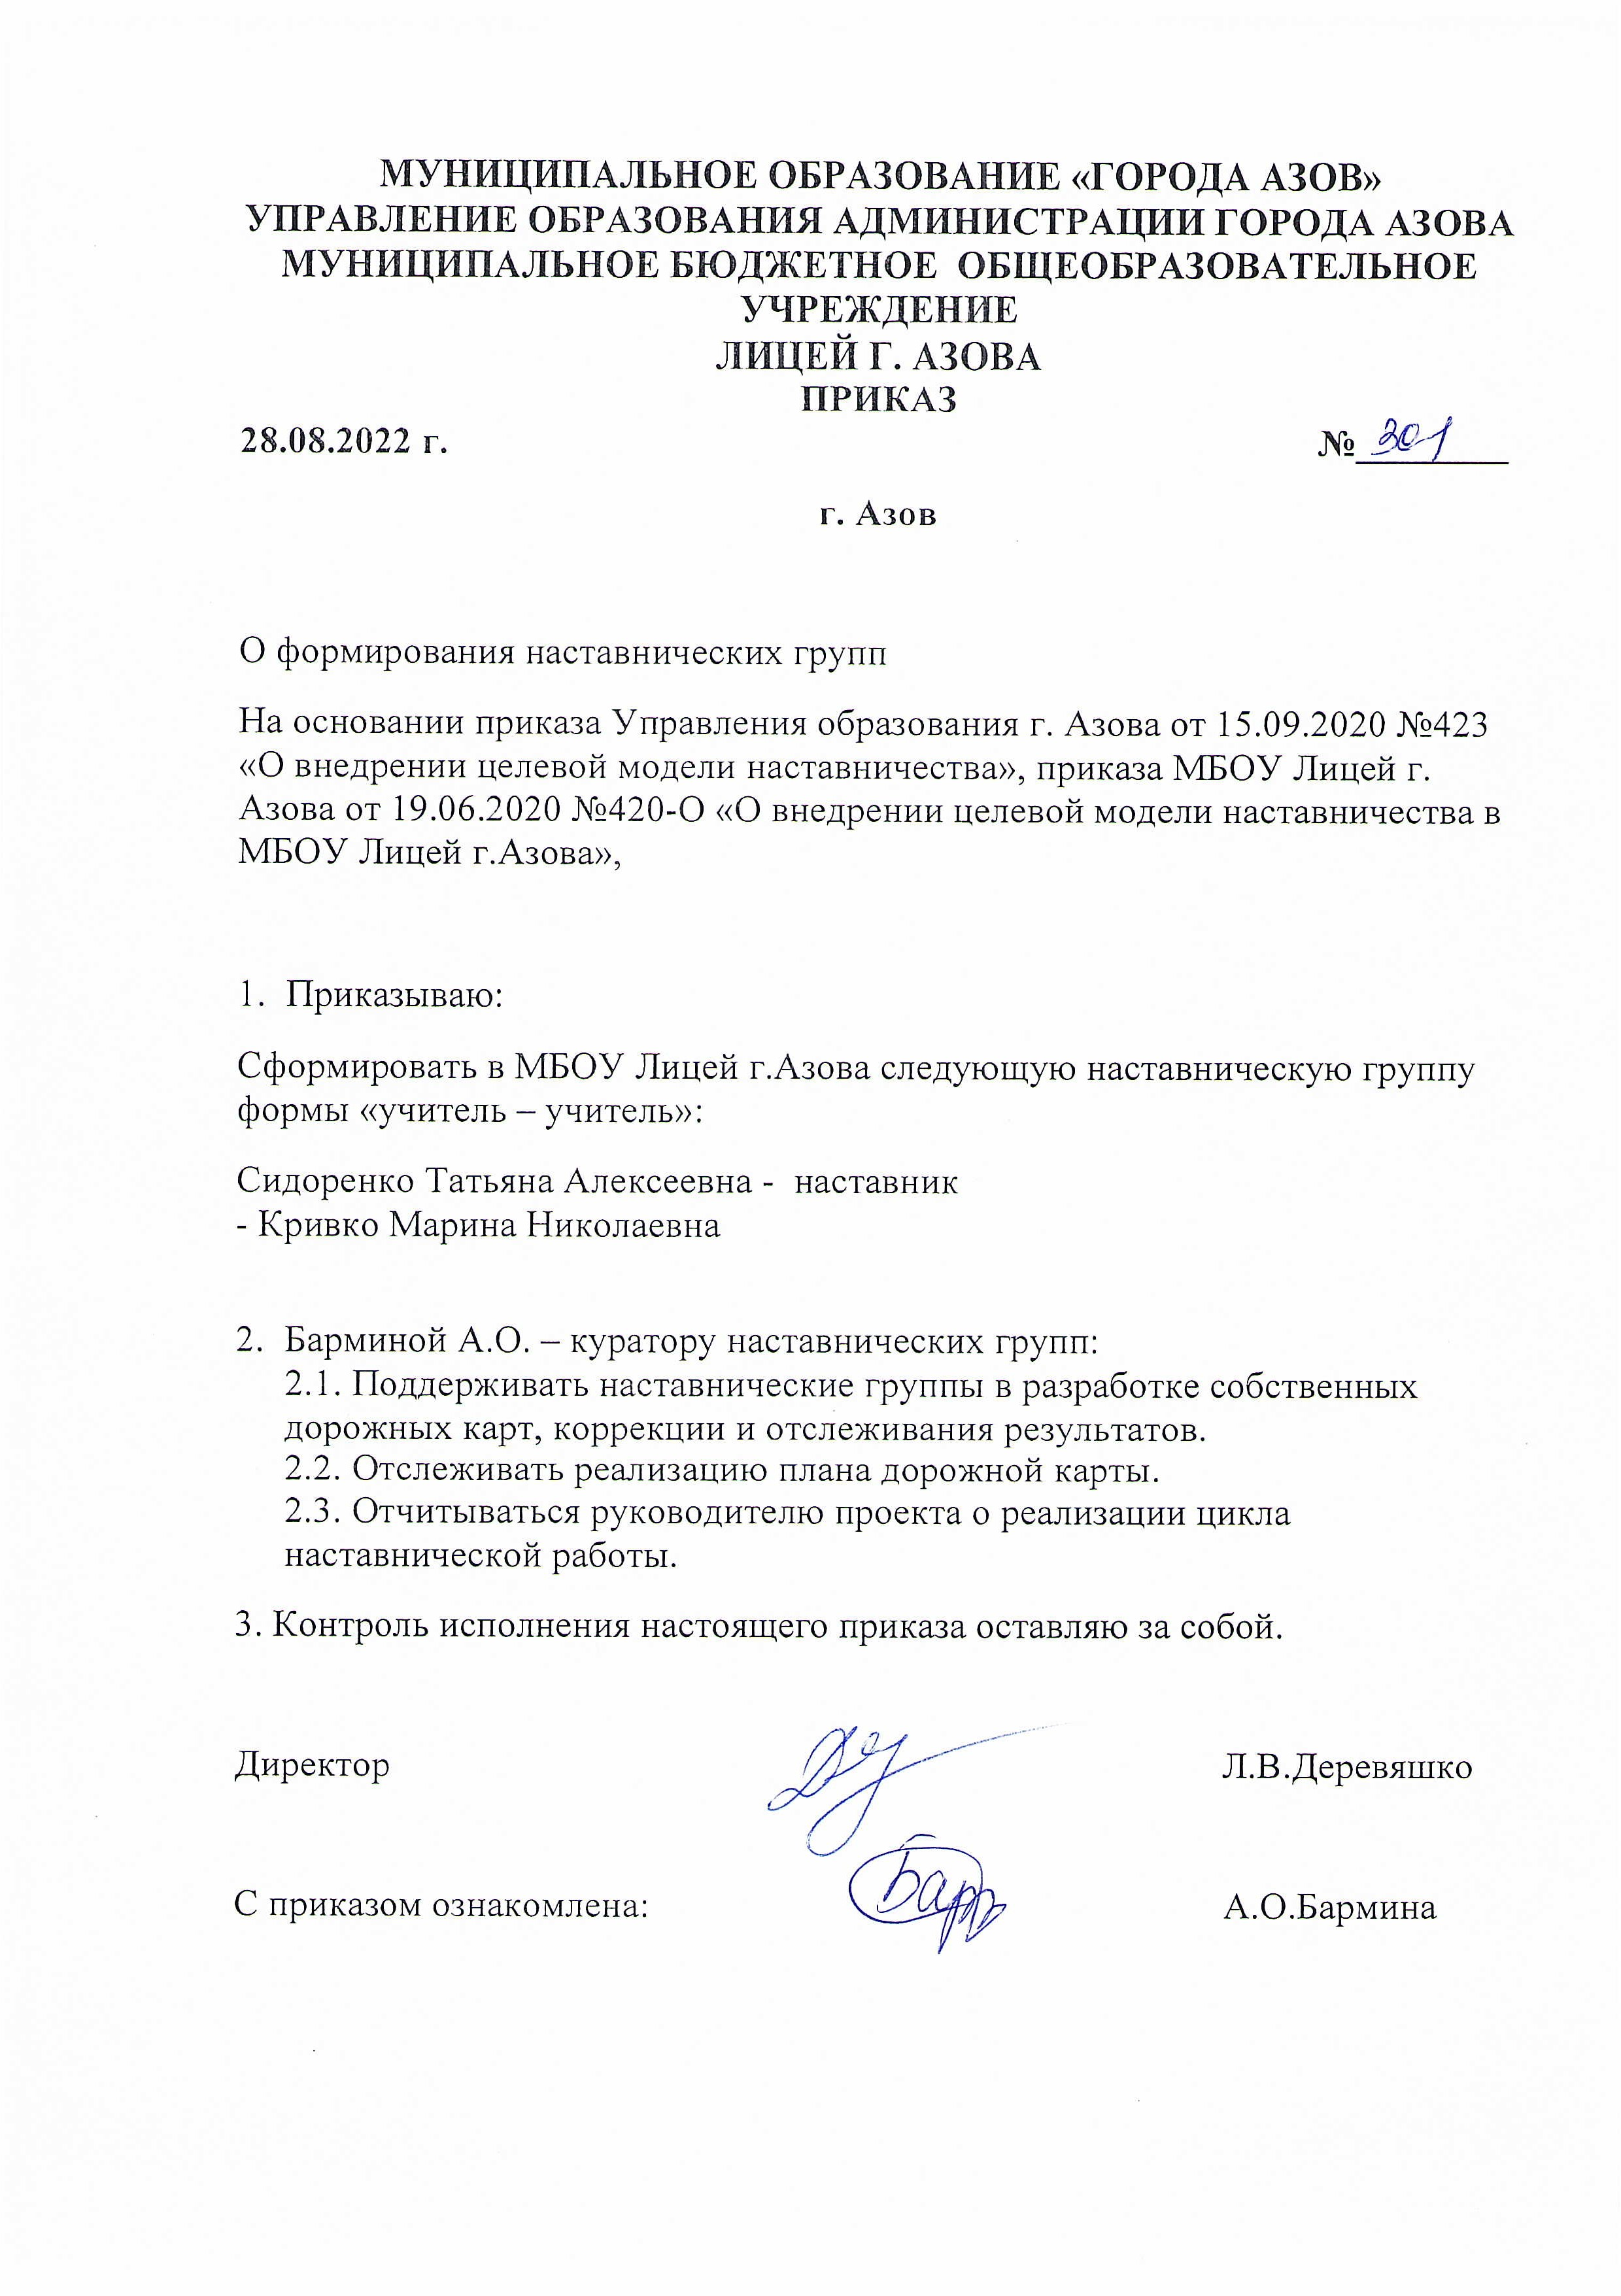 МУНИЦИПАЛЬНОЕ ОБРАЗОВАНИЕ «ГОРОДА АЗОВ»
УПРАВЛЕНИЕ ОБРАЗОВАНИЯ АДМИНИСТРАЦИИ ГОРОДА АЗОВА
МУНИЦИПАЛЬНОЕ БЮДЖЕТНОЕ ОБЩЕОБРАЗОВАТЕЛЬНОЕ
УЧРЕЖДЕНИЕ
ЛИЦЕЙ Г. АЗОВА
ПРИКАЗ
28.08.2022 г. № 301
г. Азов
О формирования наставнических групп
На основании приказа Управления образования г. Азова от 15.09.2020 №423
«О внедрении целевой модели наставничества», приказа МБОУ Лицей г.
Азова от 19.06.2020 №420-О «О внедрении целевой модели наставничества в
МБОУ Лицей г.Азова»,
1. Приказываю:
Сформировать в МБОУ Лицей г.Азова следующую наставническую группу
формы «учитель – учитель»:
Сидоренко Татьяна Алексеевна - наставник
- Кривко Марина Николаевна
2. Барминой А.О. – куратору наставнических групп:
2.1. Поддерживать наставнические группы в разработке собственных
дорожных карт, коррекции и отслеживания результатов.
2.2. Отслеживать реализацию плана дорожной карты.
2.3. Отчитываться руководителю проекта о реализации цикла
наставнической работы.
3. Контроль исполнения настоящего приказа оставляю за собой.
Директор Л.В.Деревяшко
С приказом ознакомлена: А.О.Бармина